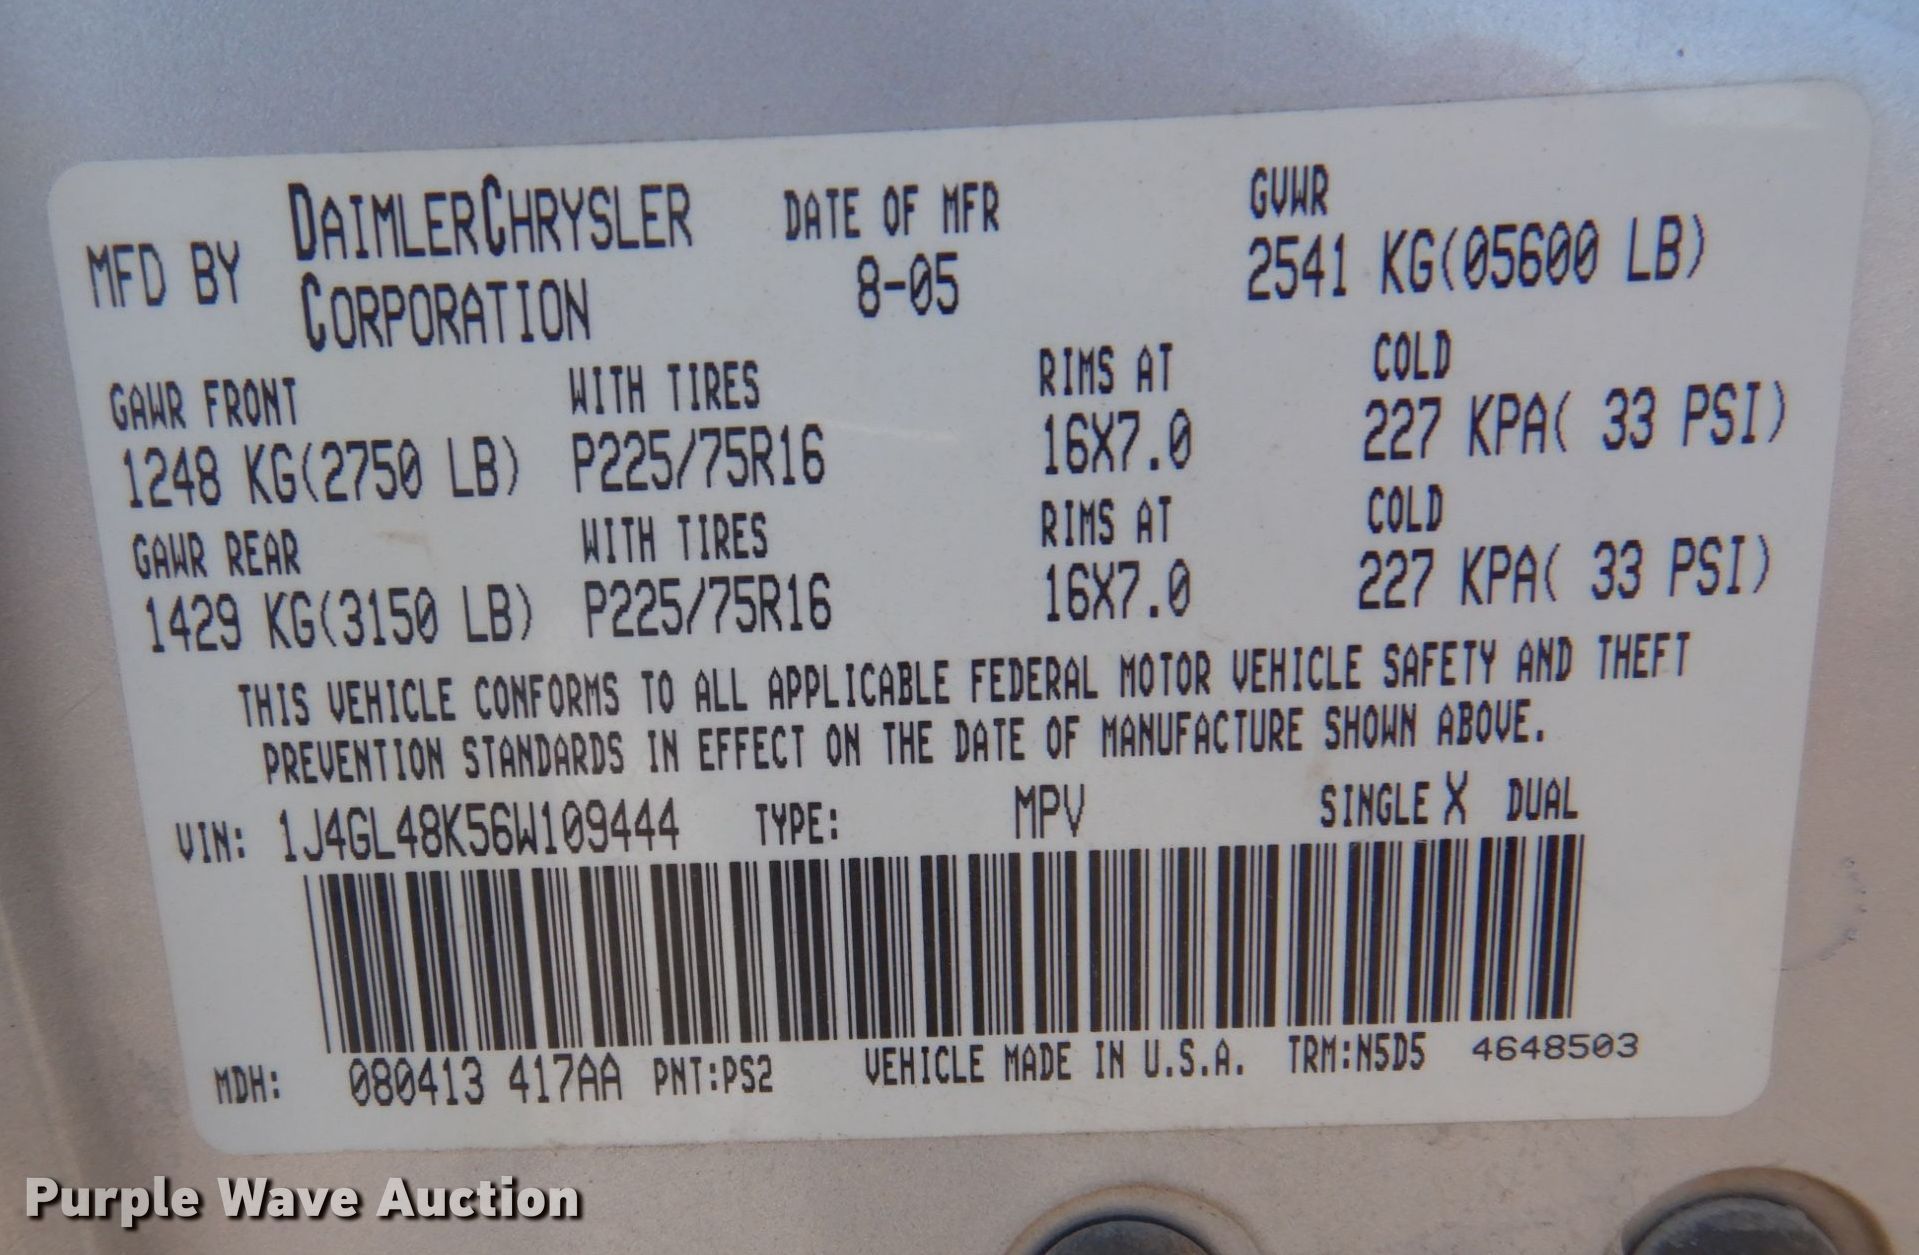 MFD BY DAIMLERCHRYSLER CORPORATION
DATE OF MFR
8-05
GVWR
2541 KG(05600 LB)
GAWR FRONT WITH TIRES RIMS AT COLD
1248 KG(2750 LB) P225/75R16 16X7.0 227 KPA( 33 PSI)
GAWR REAR WITH TIRES RIMS AT COLD
1429 KG(3150 LB) P225/75R16 16X7.0 227 KPA( 33 PSI)
THIS VEHICLE CONFORMS TO ALL APPLICABLE FEDERAL MOTOR VEHICLE SAFETY AND THEFT
PREVENTION STANDARDS IN EFFECT ON THE DATE OF MANUFACTURE SHOWN ABOVE.
VIN: 1J4GL48K56W109444 TYPE: MPV SINGLE X DUAL
MDH: 080413 417AA PNT:PS2 VEHICLE MADE IN U.S.A. TRM:N5D5 4648503
Purple Wave Auction